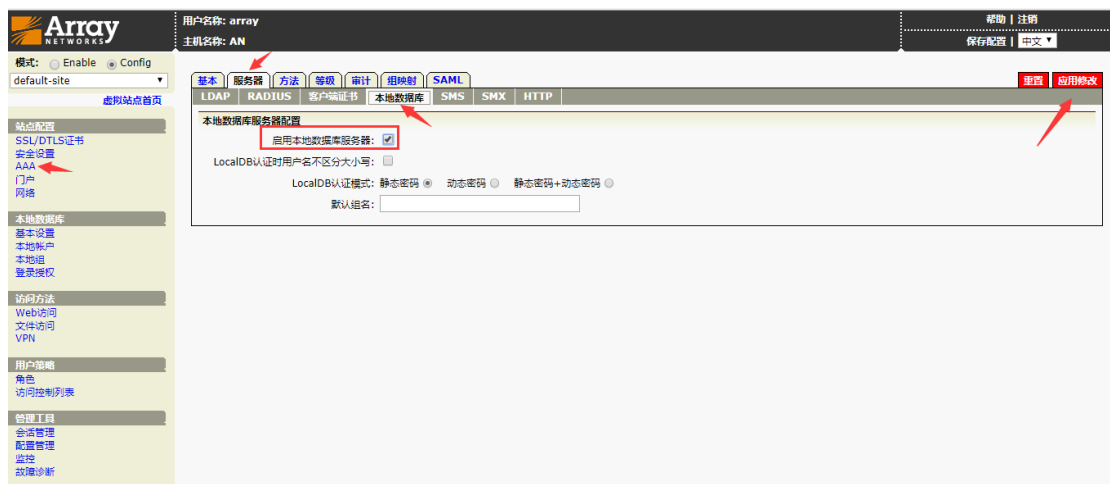 Array
NETWORKS
用户名称: array
主机名称: AN
帮助 | 注销
保存配置 | 中文
模式: Enable Config
default-site
虚拟站点首页
站点配置
SSL/DTLS证书
安全设置
AAA
门户
网络
本地数据库
基本设置
本地帐户
本地组
登录授权
访问方法
Web访问
文件访问
VPN
用户策略
角色
访问控制列表
管理工具
会话管理
配置管理
监控
故障诊断
基本 服务器 方法 等级 审计 组映射 SAML
重置 应用修改
LDAP RADIUS 客户端证书 本地数据库 SMS SMX HTTP
本地数据库服务器配置
启用本地数据库服务器:
LocalDB认证时用户名不区分大小写:
LocalDB认证模式: 静态密码 动态密码 静态密码+动态密码
默认组名: